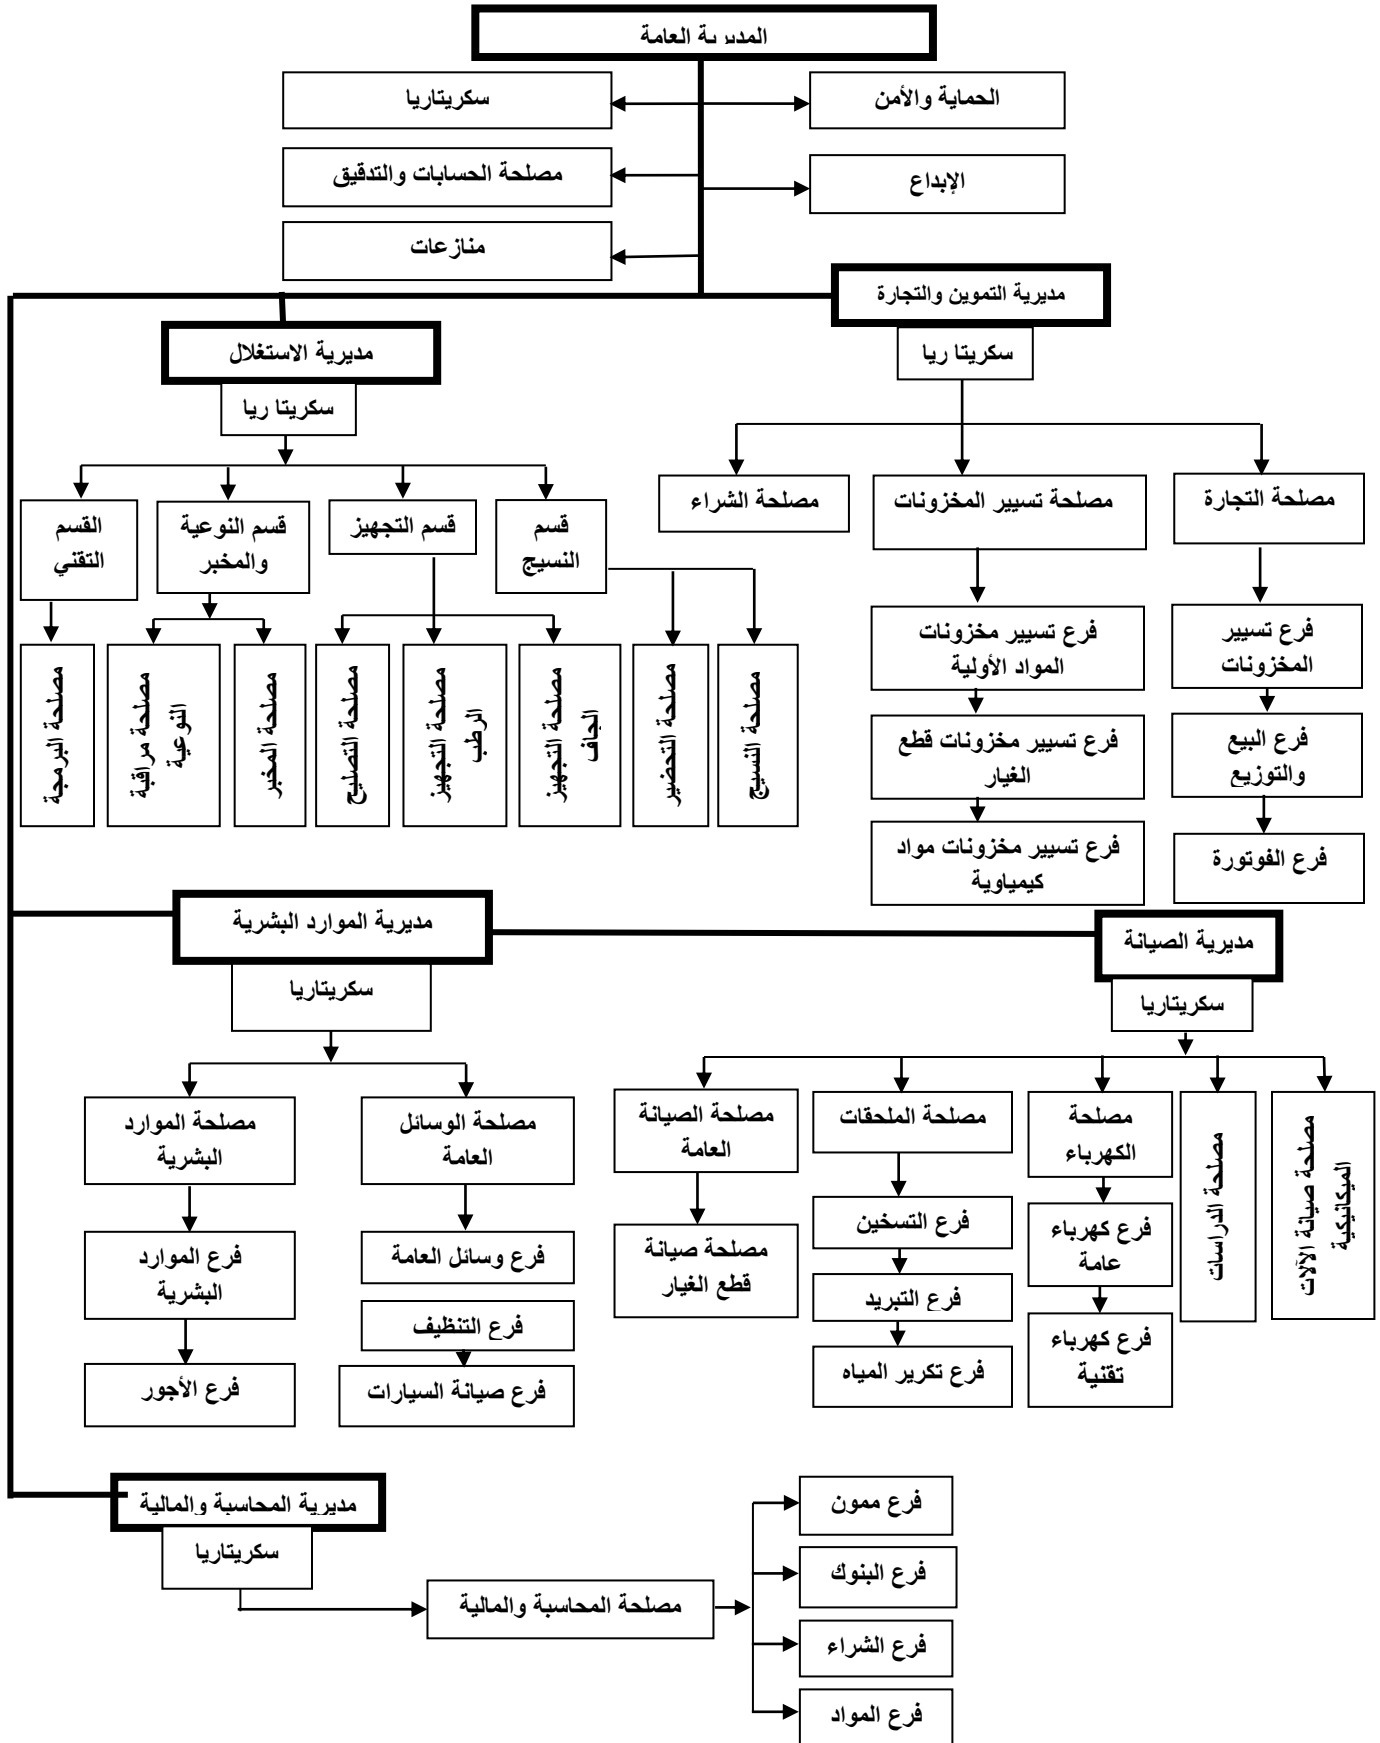 المديرية العامة
الحماية والأمن
سكريتاريا
الإبداع
مصلحة الحسابات والتدقيق
منازعات
مديرية التموين والتجارة
سكريتا ريا
مديرية الاستغلال
سكريتا ريا
مصلحة التجارة
مصلحة تسيير المخزونات
مصلحة الشراء
قسم
النسيج
قسم التجهيز
قسم النوعية
والمخبر
القسم
التقني
فرع تسيير
المخزونات
فرع البيع
والتوزيع
فرع الفوتورة
فرع تسيير مخزونات
المواد الأولية
فرع تسيير مخزونات قطع
الغيار
فرع تسيير مخزونات مواد
كيمياوية
مصلحة النسيج
مصلحة التحضير
مصلحة التجهيز
الجاف
مصلحة التجهيز
الرطب
مصلحة التصليح
مصلحة المخبر
مصلحة مراقبة
النوعية
مصلحة البرمجة
مديرية الصيانة
سكريتاريا
مديرية الموارد البشرية
سكريتاريا
مصلحة صيانة الآلات
الميكانيكية
مصلحة الدراسات
مصلحة
الكهرباء
فرع كهرباء
عامة
فرع كهرباء
تقنية
مصلحة الملحقات
فرع التسخين
فرع التبريد
فرع تكرير المياه
مصلحة الصيانة
العامة
مصلحة صيانة
قطع الغيار
مصلحة الوسائل
العامة
فرع وسائل العامة
فرع التنظيف
فرع صيانة السيارات
مصلحة الموارد
البشرية
فرع الموارد
البشرية
فرع الأجور
مديرية المحاسبة والمالية
سكريتاريا
مصلحة المحاسبة والمالية
فرع ممون
فرع البنوك
فرع الشراء
فرع المواد